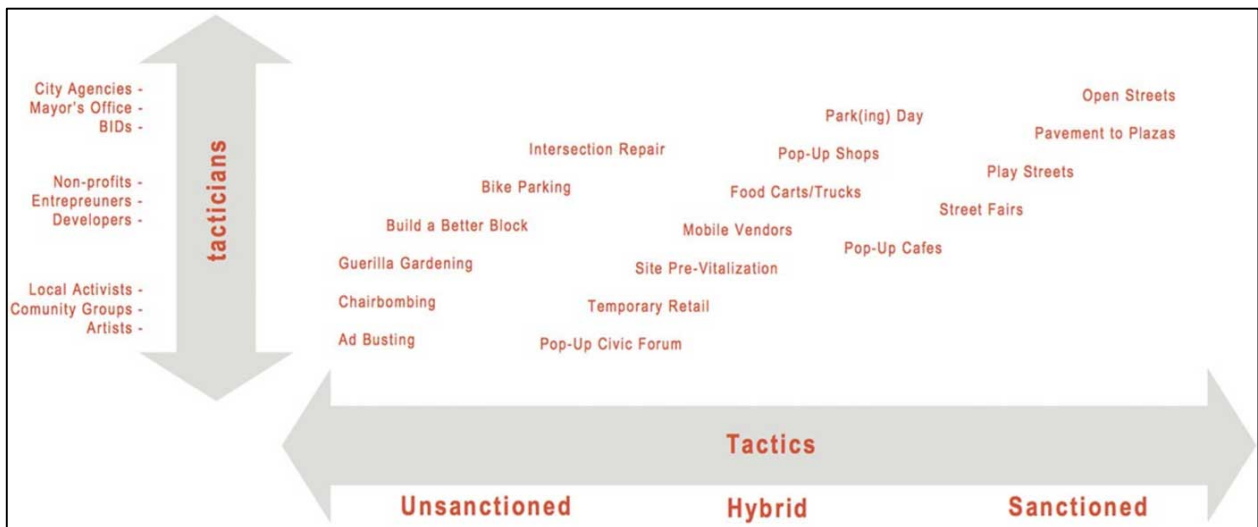 City Agencies -
Mayor's Office -
BIDs -
Non-profits -
Entrepreuners -
Developers -
Local Activists -
Comunity Groups -
Artists -
tacticians
Open Streets
Park(ing) Day
Pavement to Plazas
Intersection Repair
Pop-Up Shops
Play Streets
Bike Parking
Food Carts/Trucks
Street Fairs
Build a Better Block
Mobile Vendors
Pop-Up Cafes
Guerilla Gardening
Site Pre-Vitalization
Chairbombing
Temporary Retail
Ad Busting
Pop-Up Civic Forum
Tactics
Unsanctioned
Hybrid
Sanctioned